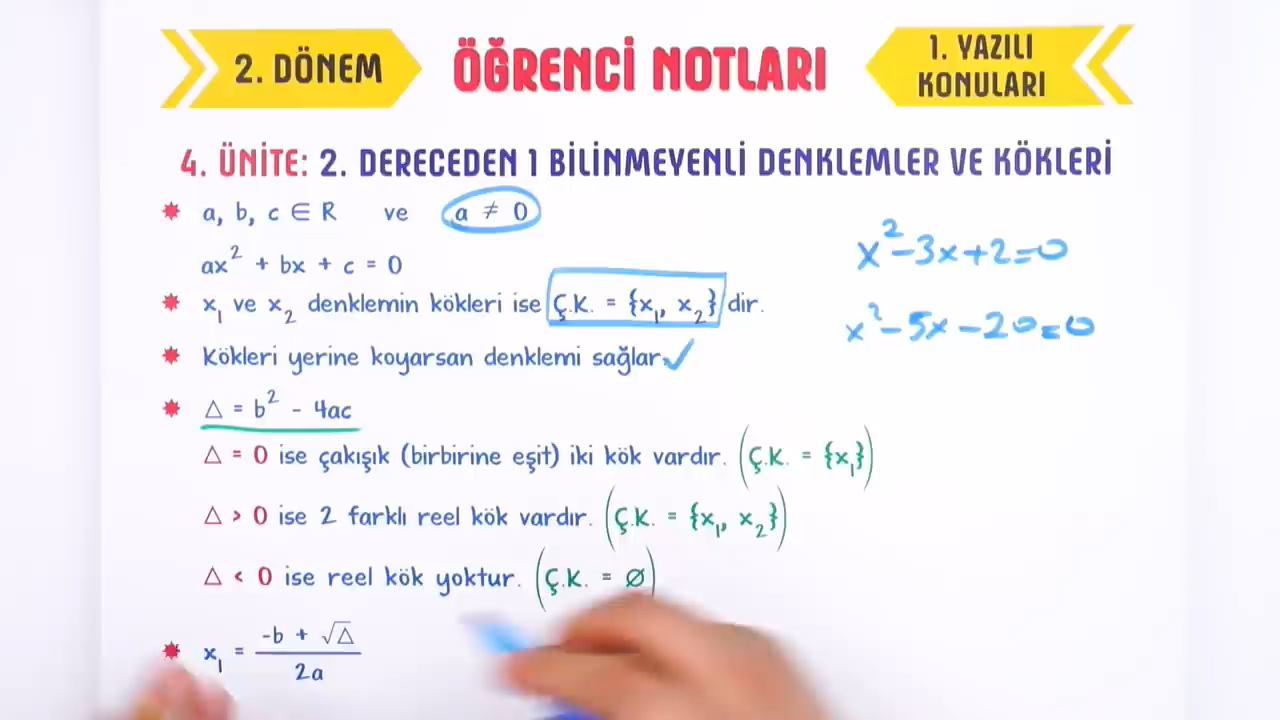 2. DÖNEM
ÖĞRENCİ NOTLARI
1. YAZILI
KONULARI
4. ÜNİTE: 2. DERECEDEN 1 BİLİNMEYENLİ DENKLEMLER VE KÖKLERİ
a, b, c ∈ R ve a ≠ 0
ax² + bx + c = 0
x₁ ve x₂ denklemin kökleri ise Ç.K. = {x₁, x₂} dir.
Kökleri yerine koyarsan denklemi sağlar.
△ = b² - 4ac
△ = 0 ise çakışık (birbirine eşit) iki kök vardır. (Ç.K. = {x₁})
△ > 0 ise 2 farklı reel kök vardır. (Ç.K. = {x₁, x₂})
△ < 0 ise reel kök yoktur. (Ç.K. = ∅)
x₁ = -b + √△ / 2a
x² - 3x + 2 = 0
x² - 5x - 20 = 0